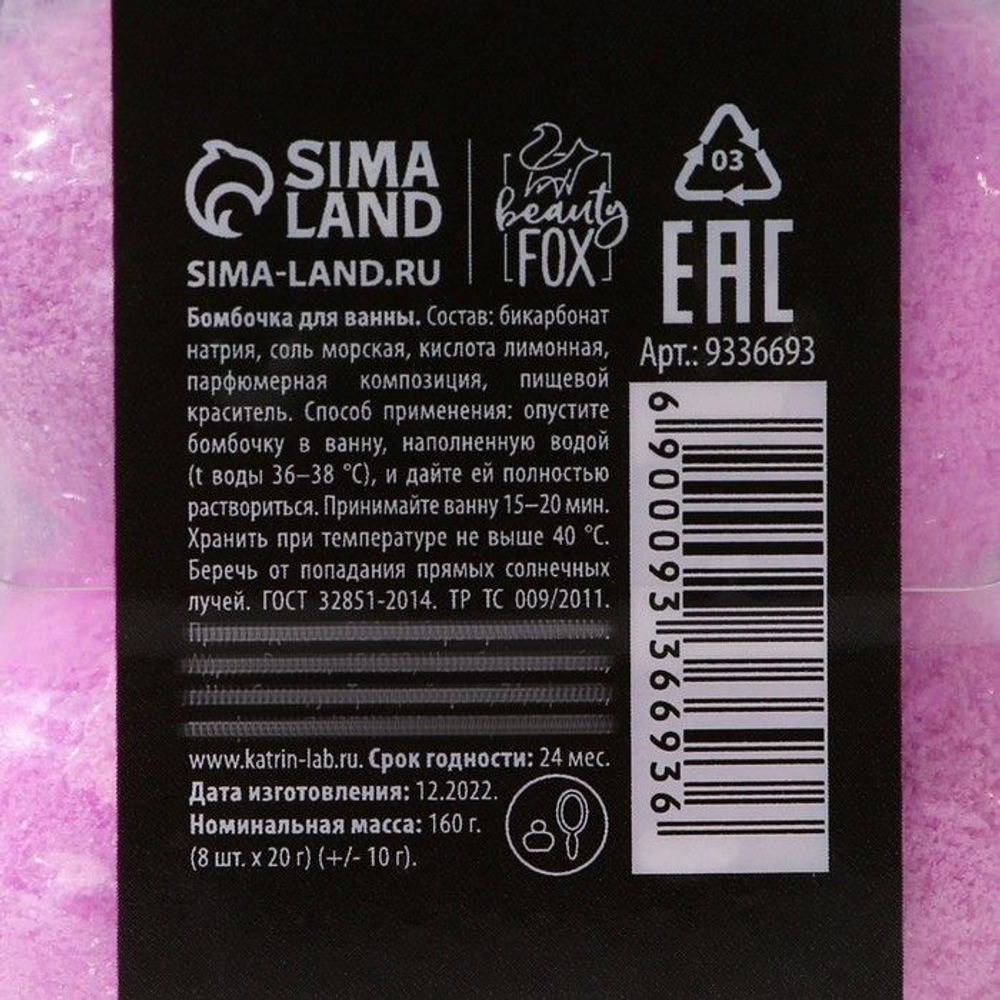 SIMA
LAND
SIMA-LAND.RU
beauty
FOX
03
EAC
Арт.: 9336693
Бомбочка для ванны. Состав: бикарбонат
натрия, соль морская, кислота лимонная,
парфюмерная композиция, пищевой
краситель. Способ применения: опустите
бомбочку в ванну, наполненную водой
(t воды 36–38 °С), и дайте ей полностью
раствориться. Принимайте ванну 15–20 мин.
Хранить при температуре не выше 40 °С.
Беречь от попадания прямых солнечных
лучей. ГОСТ 32851-2014. ТР ТС 009/2011.
www.katrin-lab.ru. Срок годности: 24 мес.
Дата изготовления: 12.2022.
Номинальная масса: 160 г.
(8 шт. х 20 г) (+/- 10 г).